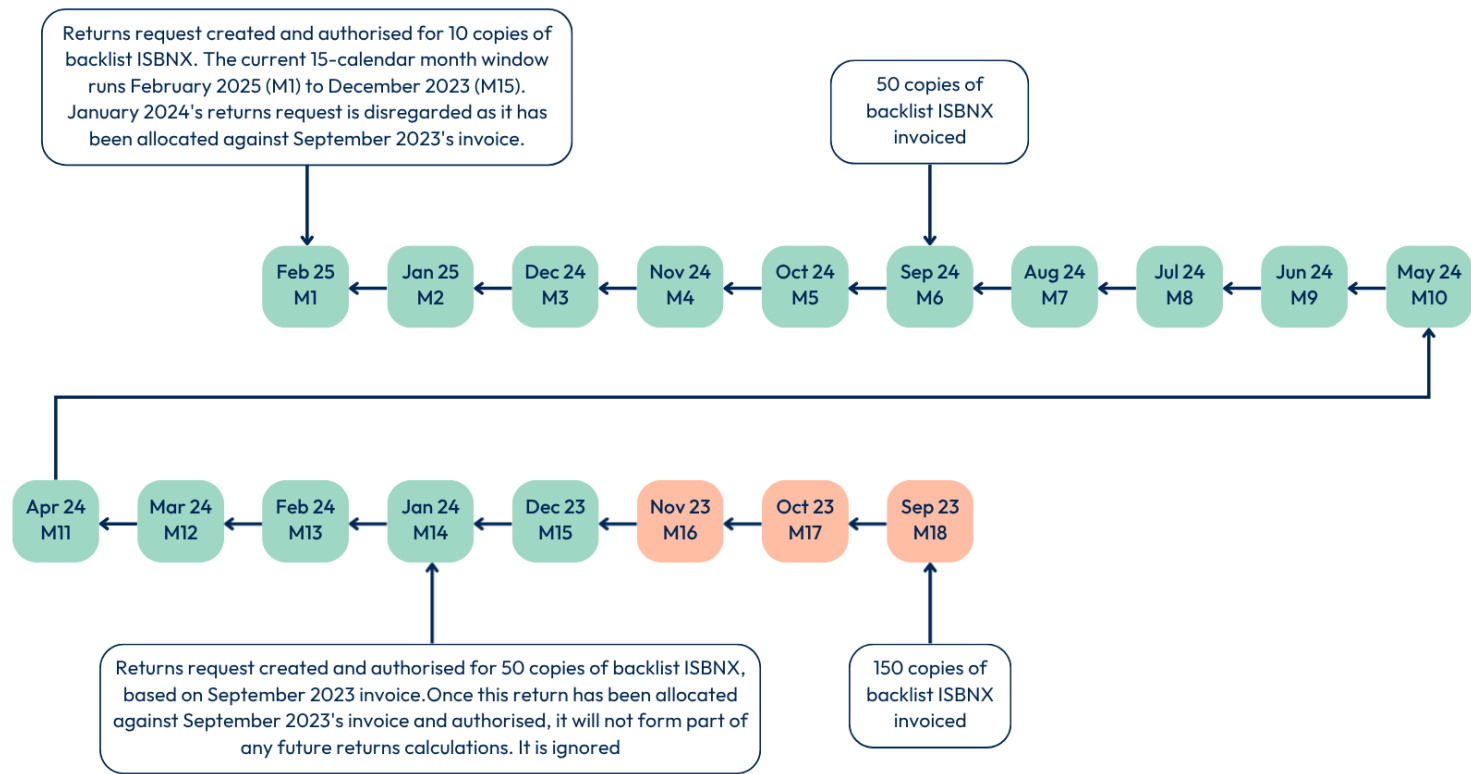 Returns request created and authorised for 10 copies of
backlist ISBNX. The current 15-calendar month window
runs February 2025 (M1) to December 2023 (M15).
January 2024's returns request is disregarded as it has
been allocated against September 2023's invoice.
50 copies of
backlist ISBNX
invoiced
Feb 25
M1
Jan 25
M2
Dec 24
M3
Nov 24
M4
Oct 24
M5
Sep 24
M6
Aug 24
M7
Jul 24
M8
Jun 24
M9
May 24
M10
Apr 24
M11
Mar 24
M12
Feb 24
M13
Jan 24
M14
Dec 23
M15
Nov 23
M16
Oct 23
M17
Sep 23
M18
Returns request created and authorised for 50 copies of backlist ISBNX,
based on September 2023 invoice.Once this return has been allocated
against September 2023's invoice and authorised, it will not form part of
any future returns calculations. It is ignored
150 copies of
backlist ISBNX
invoiced